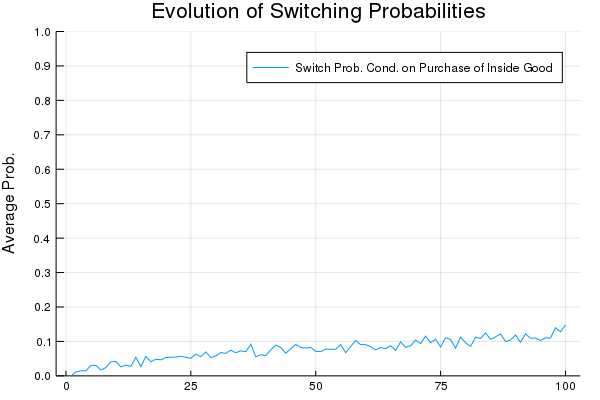 Evolution of Switching Probabilities
1.0
Switch Prob. Cond. on Purchase of Inside Good
0.9
0.8
0.7
0.6
0.5
0.4
0.3
0.2
0.1
0.0
Average Prob.
0 25 50 75 100